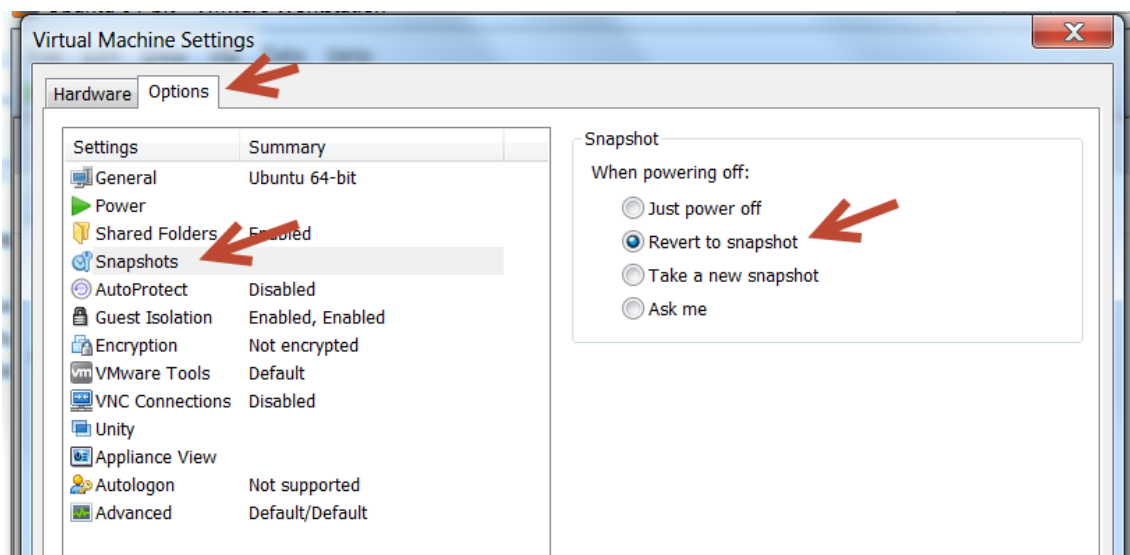 Virtual Machine Settings
X
Hardware Options
Settings Summary
General Ubuntu 64-bit
Power
Shared Folders Enabled
Snapshots
AutoProtect Disabled
Guest Isolation Enabled, Enabled
Encryption Not encrypted
vm VMware Tools Default
VNC Connections Disabled
Unity
Appliance View
Autologon Not supported
Advanced Default/Default
Snapshot
When powering off:
Just power off
Revert to snapshot
Take a new snapshot
Ask me